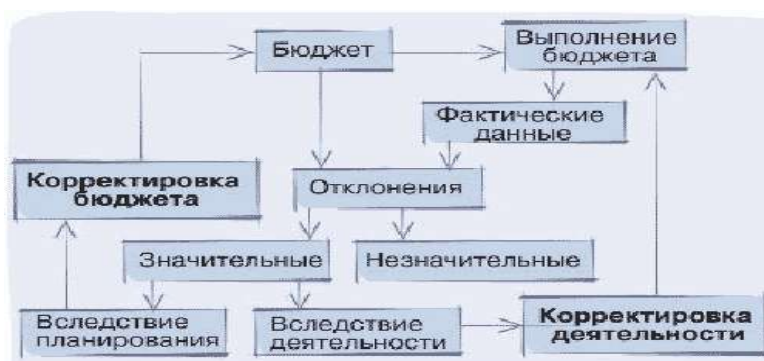 Бюджет
Выполнение
бюджета
Фактические
данные
Корректировка
бюджета
Отклонения
Значительные
Незначительные
Вследствие
планирования
Вследствие
деятельности
Корректировка
деятельности